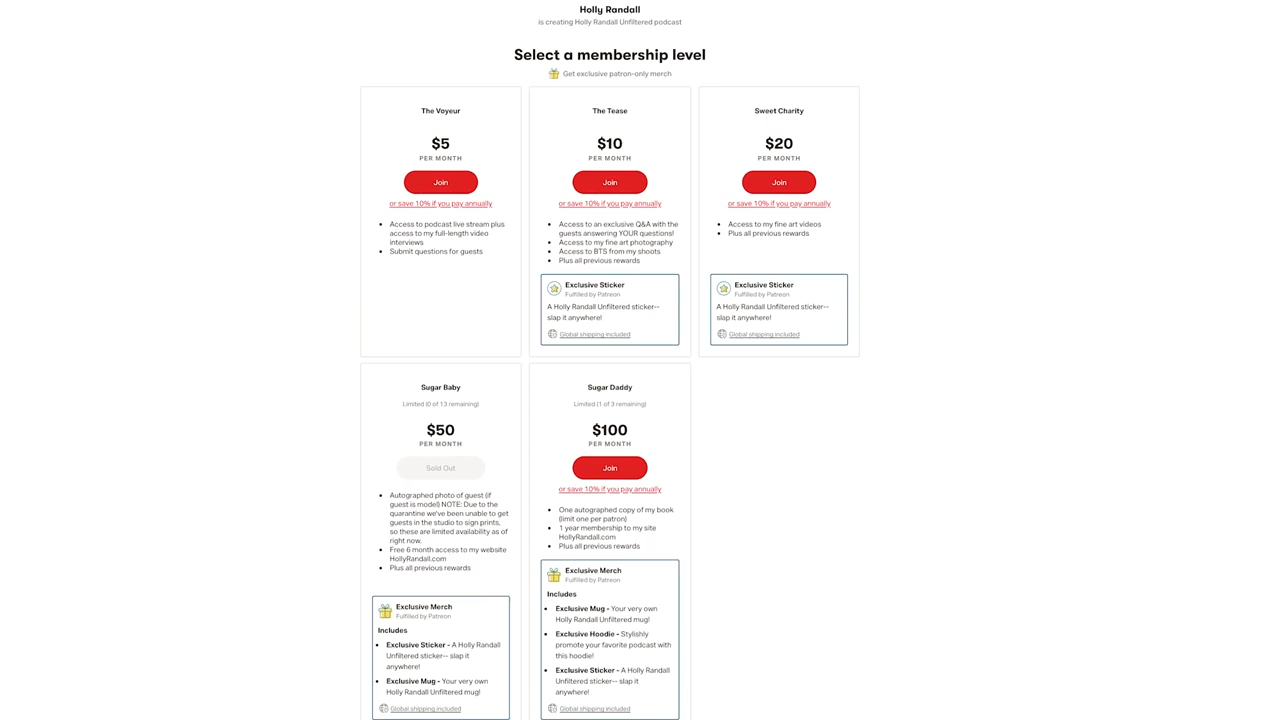 Holly Randall
is creating Holly Randall Unfiltered podcast
Select a membership level
Get exclusive patron-only merch
The Voyeur
$5
PER MONTH
Join
or save 10% if you pay annually
• Access to podcast live stream plus
access to my full-length video
interviews
• Submit questions for guests
The Tease
$10
PER MONTH
Join
or save 10% if you pay annually
• Access to an exclusive Q&A with the
guests answering YOUR questions!
• Access to my fine art photography
• Access to BTS from my shoots
• Plus all previous rewards
Exclusive Sticker
Fulfilled by Patreon
A Holly Randall Unfiltered sticker--
slap it anywhere!
Global shipping included
Sweet Charity
$20
PER MONTH
Join
or save 10% if you pay annually
• Access to my fine art videos
• Plus all previous rewards
Exclusive Sticker
Fulfilled by Patreon
A Holly Randall Unfiltered sticker--
slap it anywhere!
Global shipping included
Sugar Baby
Limited (0 of 13 remaining)
$50
PER MONTH
Sold Out
• Autographed photo of guest (if
guest is model) NOTE: Due to the
quarantine we've been unable to get
guests in the studio to sign prints,
so these are limited availability as of
right now.
• Free 6 month access to my website
HollyRandall.com
• Plus all previous rewards
Exclusive Merch
Fulfilled by Patreon
Includes
• Exclusive Sticker - A Holly Randall
Unfiltered sticker-- slap it
anywhere!
• Exclusive Mug - Your very own
Holly Randall Unfiltered mug!
Global shipping included
Sugar Daddy
Limited (1 of 3 remaining)
$100
PER MONTH
Join
or save 10% if you pay annually
• One autographed copy of my book
(limit one per patron)
• 1 year membership to my site
HollyRandall.com
• Plus all previous rewards
Exclusive Merch
Fulfilled by Patreon
Includes
• Exclusive Mug - Your very own
Holly Randall Unfiltered mug!
• Exclusive Hoodie - Stylishly
promote your favorite podcast with
this hoodie!
• Exclusive Sticker - A Holly Randall
Unfiltered sticker-- slap it
anywhere!
Global shipping included